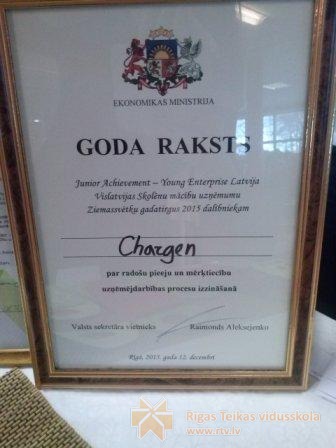 EKONOMIKAS MINISTRIJA
GODA RAKSTS
Junior Achievement – Young Enterprise Latvija
Vislatvijas Skolēnu mācību uzņēmumu
Ziemassvētku gadatirgus 2015 dalībniekam
Chargen
par radošu pieeju un mērķtiecību
uzņēmējdarbības procesu izzināšanā
Valsts sekretāra vietnieks
Raimonds Aleksejenko
Rīgā, 2015. gada 12. decembrī
Rīgas Teikas vidusskola
www.rtv.lv